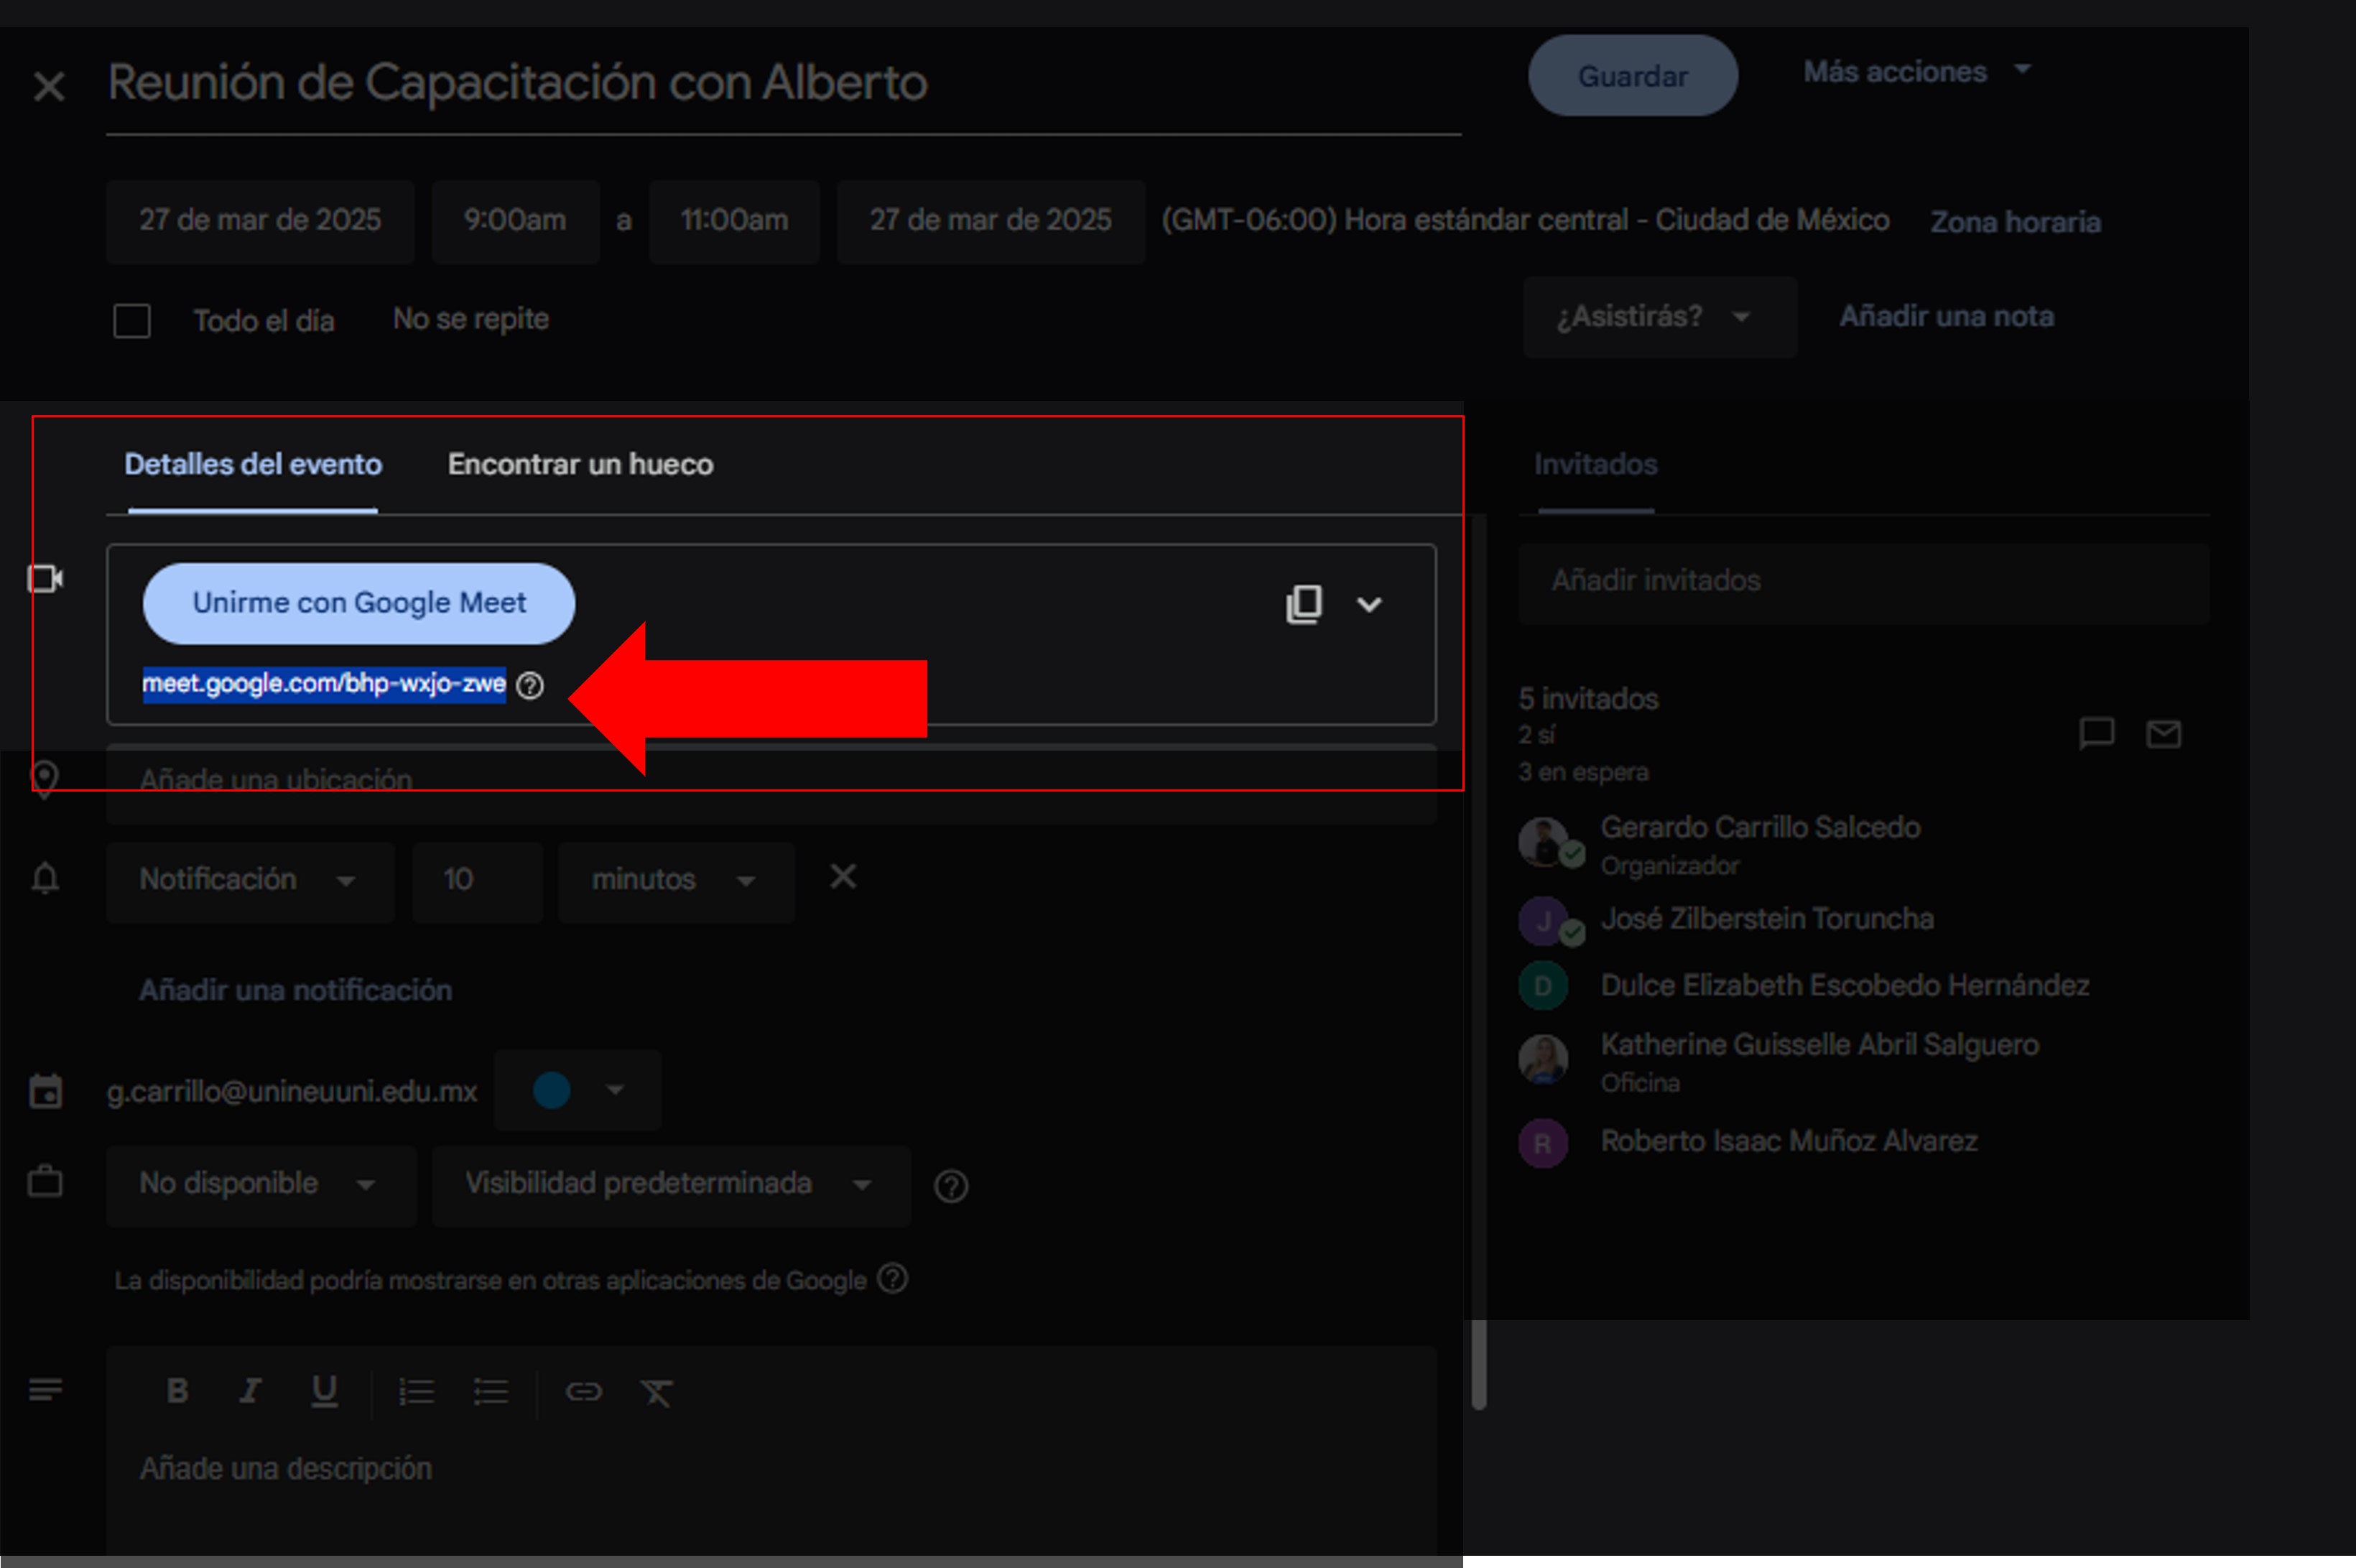 Reunión de Capacitación con Alberto
Guardar
Más acciones
27 de mar de 2025
9:00am
a
11:00am
27 de mar de 2025
(GMT-06:00) Hora estándar central - Ciudad de México
Zona horaria
Todo el día
No se repite
¿Asistirás?
Añadir una nota
Detalles del evento
Encontrar un hueco
Unirme con Google Meet
meet.google.com/bhp-wxjo-zwe
Añade una ubicación
Notificación
10
minutos
Añadir una notificación
g.carrillo@unineuuni.edu.mx
No disponible
Visibilidad predeterminada
La disponibilidad podría mostrarse en otras aplicaciones de Google
B I U
Añade una descripción
Invitados
Añadir invitados
5 invitados
2 sí
3 en espera
Gerardo Carrillo Salcedo
Organizador
J
José Zilberstein Toruncha
D
Dulce Elizabeth Escobedo Hernández
Katherine Guisselle Abril Salguero
Oficina
R
Roberto Isaac Muñoz Alvarez